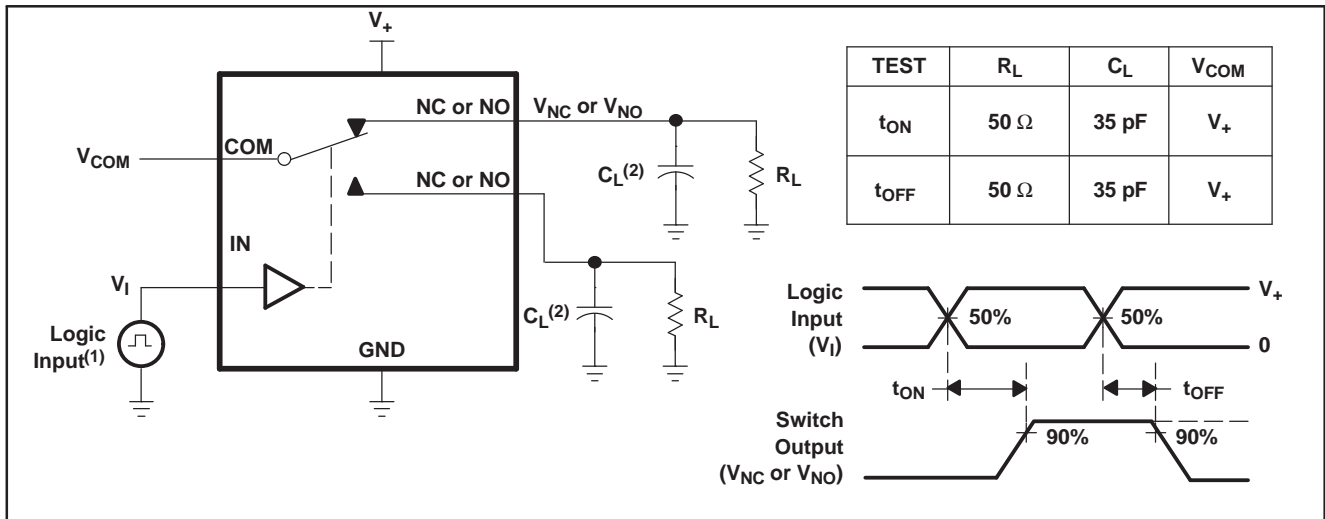 V+
NC or NO
VNC or VNO
COM
VCOM
CL(2)
RL
NC or NO
IN
VI
CL(2)
RL
Logic
Input(1)
GND
TEST RL CL VCOM
tON 50 Ω 35 pF V+
tOFF 50 Ω 35 pF V+
Logic
Input
(VI)
50%
50%
V+
0
tON
tOFF
Switch
Output
(VNC or VNO)
90%
90%